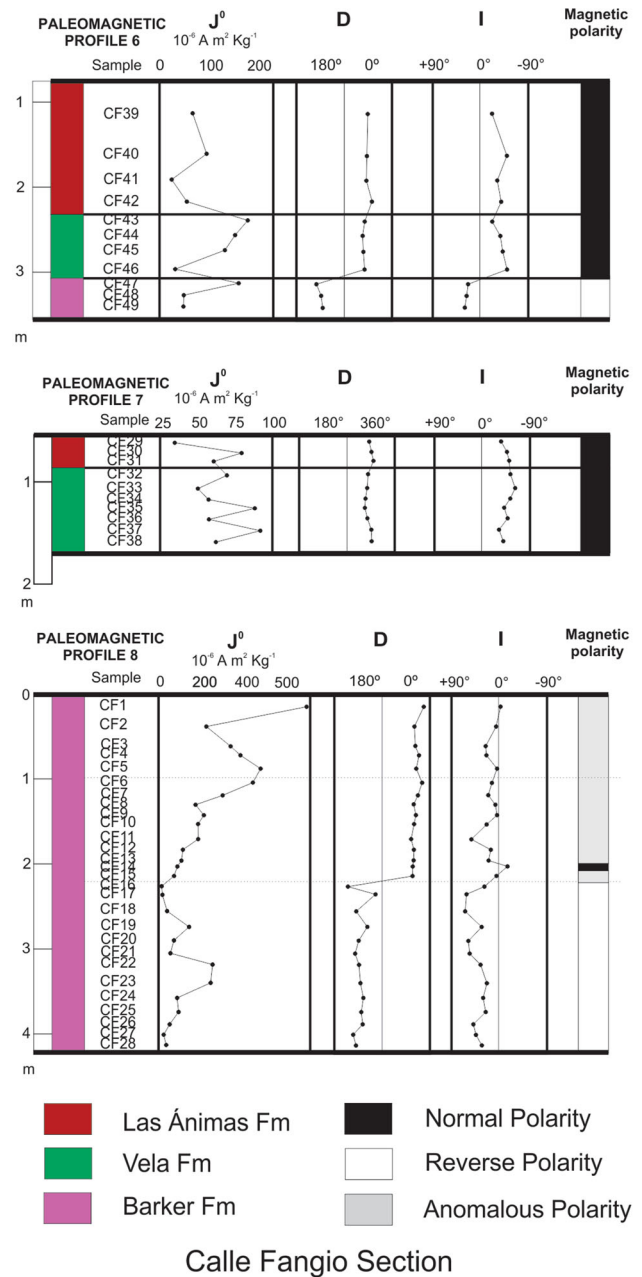 PALEOMAGNETIC PROFILE 6
J⁰ D I Magnetic polarity
10⁻⁶ A m² Kg⁻¹
Sample 0 100 200 180° 0° +90° 0° -90°
CF39
1
CF40
CF41
2
CF42
CF43
CF44
CF45
CF46
3
CF47
CF48
CF49
m
PALEOMAGNETIC PROFILE 7
J⁰ D I Magnetic polarity
10⁻⁶ A m² Kg⁻¹
Sample 25 50 75 100 180° 360° +90° 0° -90°
CF29
CF30
CF31
CF32
1
CF33
CF34
CF35
CF36
CF37
CF38
2
m
PALEOMAGNETIC PROFILE 8
J⁰ D I Magnetic polarity
10⁻⁶ A m² Kg⁻¹
Sample 0 200 400 500 180° 0° +90° 0° -90°
0
CF1
CF2
CF3
CF4
CF5
1
CF6
CF7
CF8
CF9
CF10
CF11
CF12
CF13
2
CF14
CF15
CF16
CF17
CF18
CF19
CF20
3
CF21
CF22
CF23
CF24
CF25
CF26
4
CF27
CF28
m
Las Ánimas Fm
Normal Polarity
Vela Fm
Reverse Polarity
Barker Fm
Anomalous Polarity
Calle Fangio Section